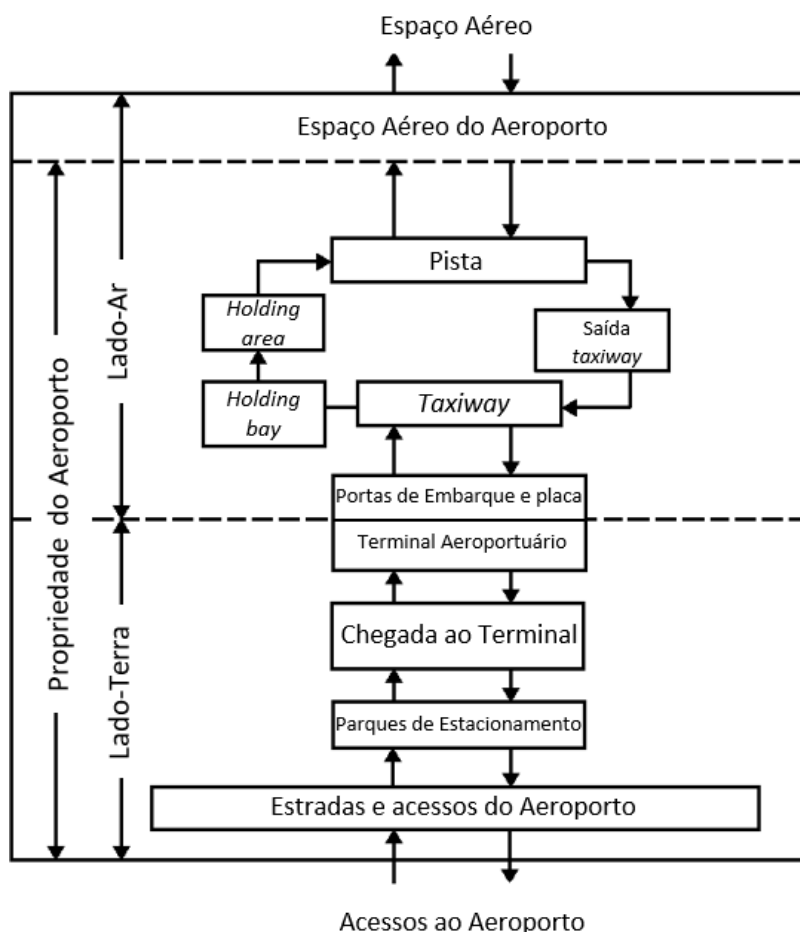 Espaço Aéreo
Espaço Aéreo do Aeroporto
Pista
Holding
area
Saída
taxiway
Holding
bay
Taxiway
Portas de Embarque e placa
Terminal Aeroportuário
Chegada ao Terminal
Parques de Estacionamento
Estradas e acessos do Aeroporto
Acessos ao Aeroporto
Propriedade do Aeroporto
Lado-Ar
Lado-Terra